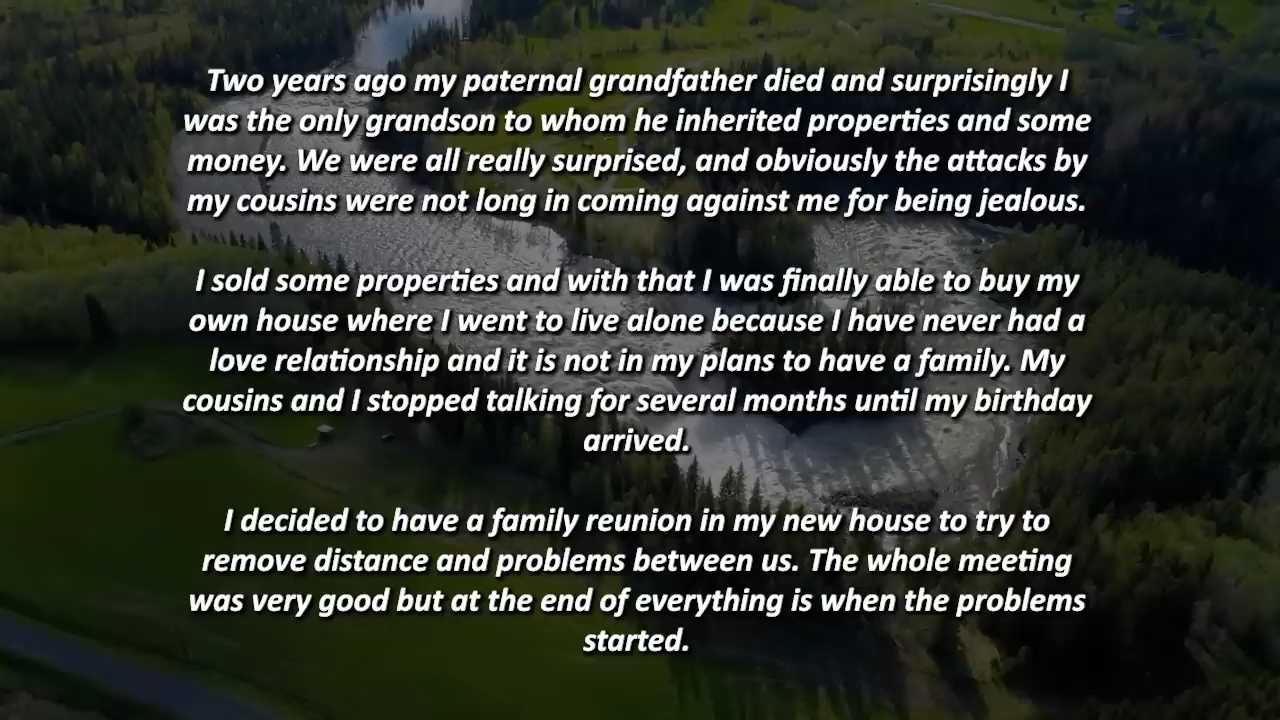 Two years ago my paternal grandfather died and surprisingly I
was the only grandson to whom he inherited properties and some
money. We were all really surprised, and obviously the attacks by
my cousins were not long in coming against me for being jealous.
I sold some properties and with that I was finally able to buy my
own house where I went to live alone because I have never had a
love relationship and it is not in my plans to have a family. My
cousins and I stopped talking for several months until my birthday
arrived.
I decided to have a family reunion in my new house to try to
remove distance and problems between us. The whole meeting
was very good but at the end of everything is when the problems
started.